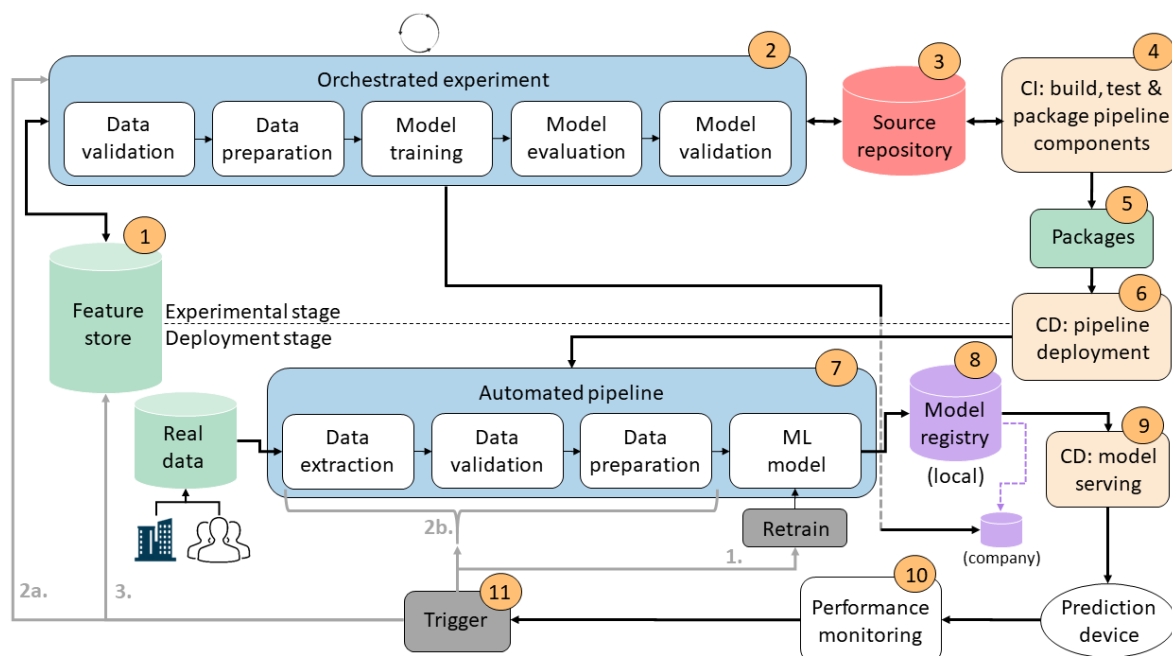 2
Orchestrated experiment
Data
validation
Data
preparation
Model
training
Model
evaluation
Model
validation
3
Source
repository
4
CI: build, test &
package pipeline
components
5
Packages
6
CD: pipeline
deployment
1
Feature
store
Experimental stage
Deployment stage
7
Automated pipeline
Real
data
Data
extraction
Data
validation
Data
preparation
ML
model
8
Model
registry
(local)
9
CD: model
serving
(company)
Retrain
2b.
1.
2a.
3.
11
Trigger
10
Performance
monitoring
Prediction
device